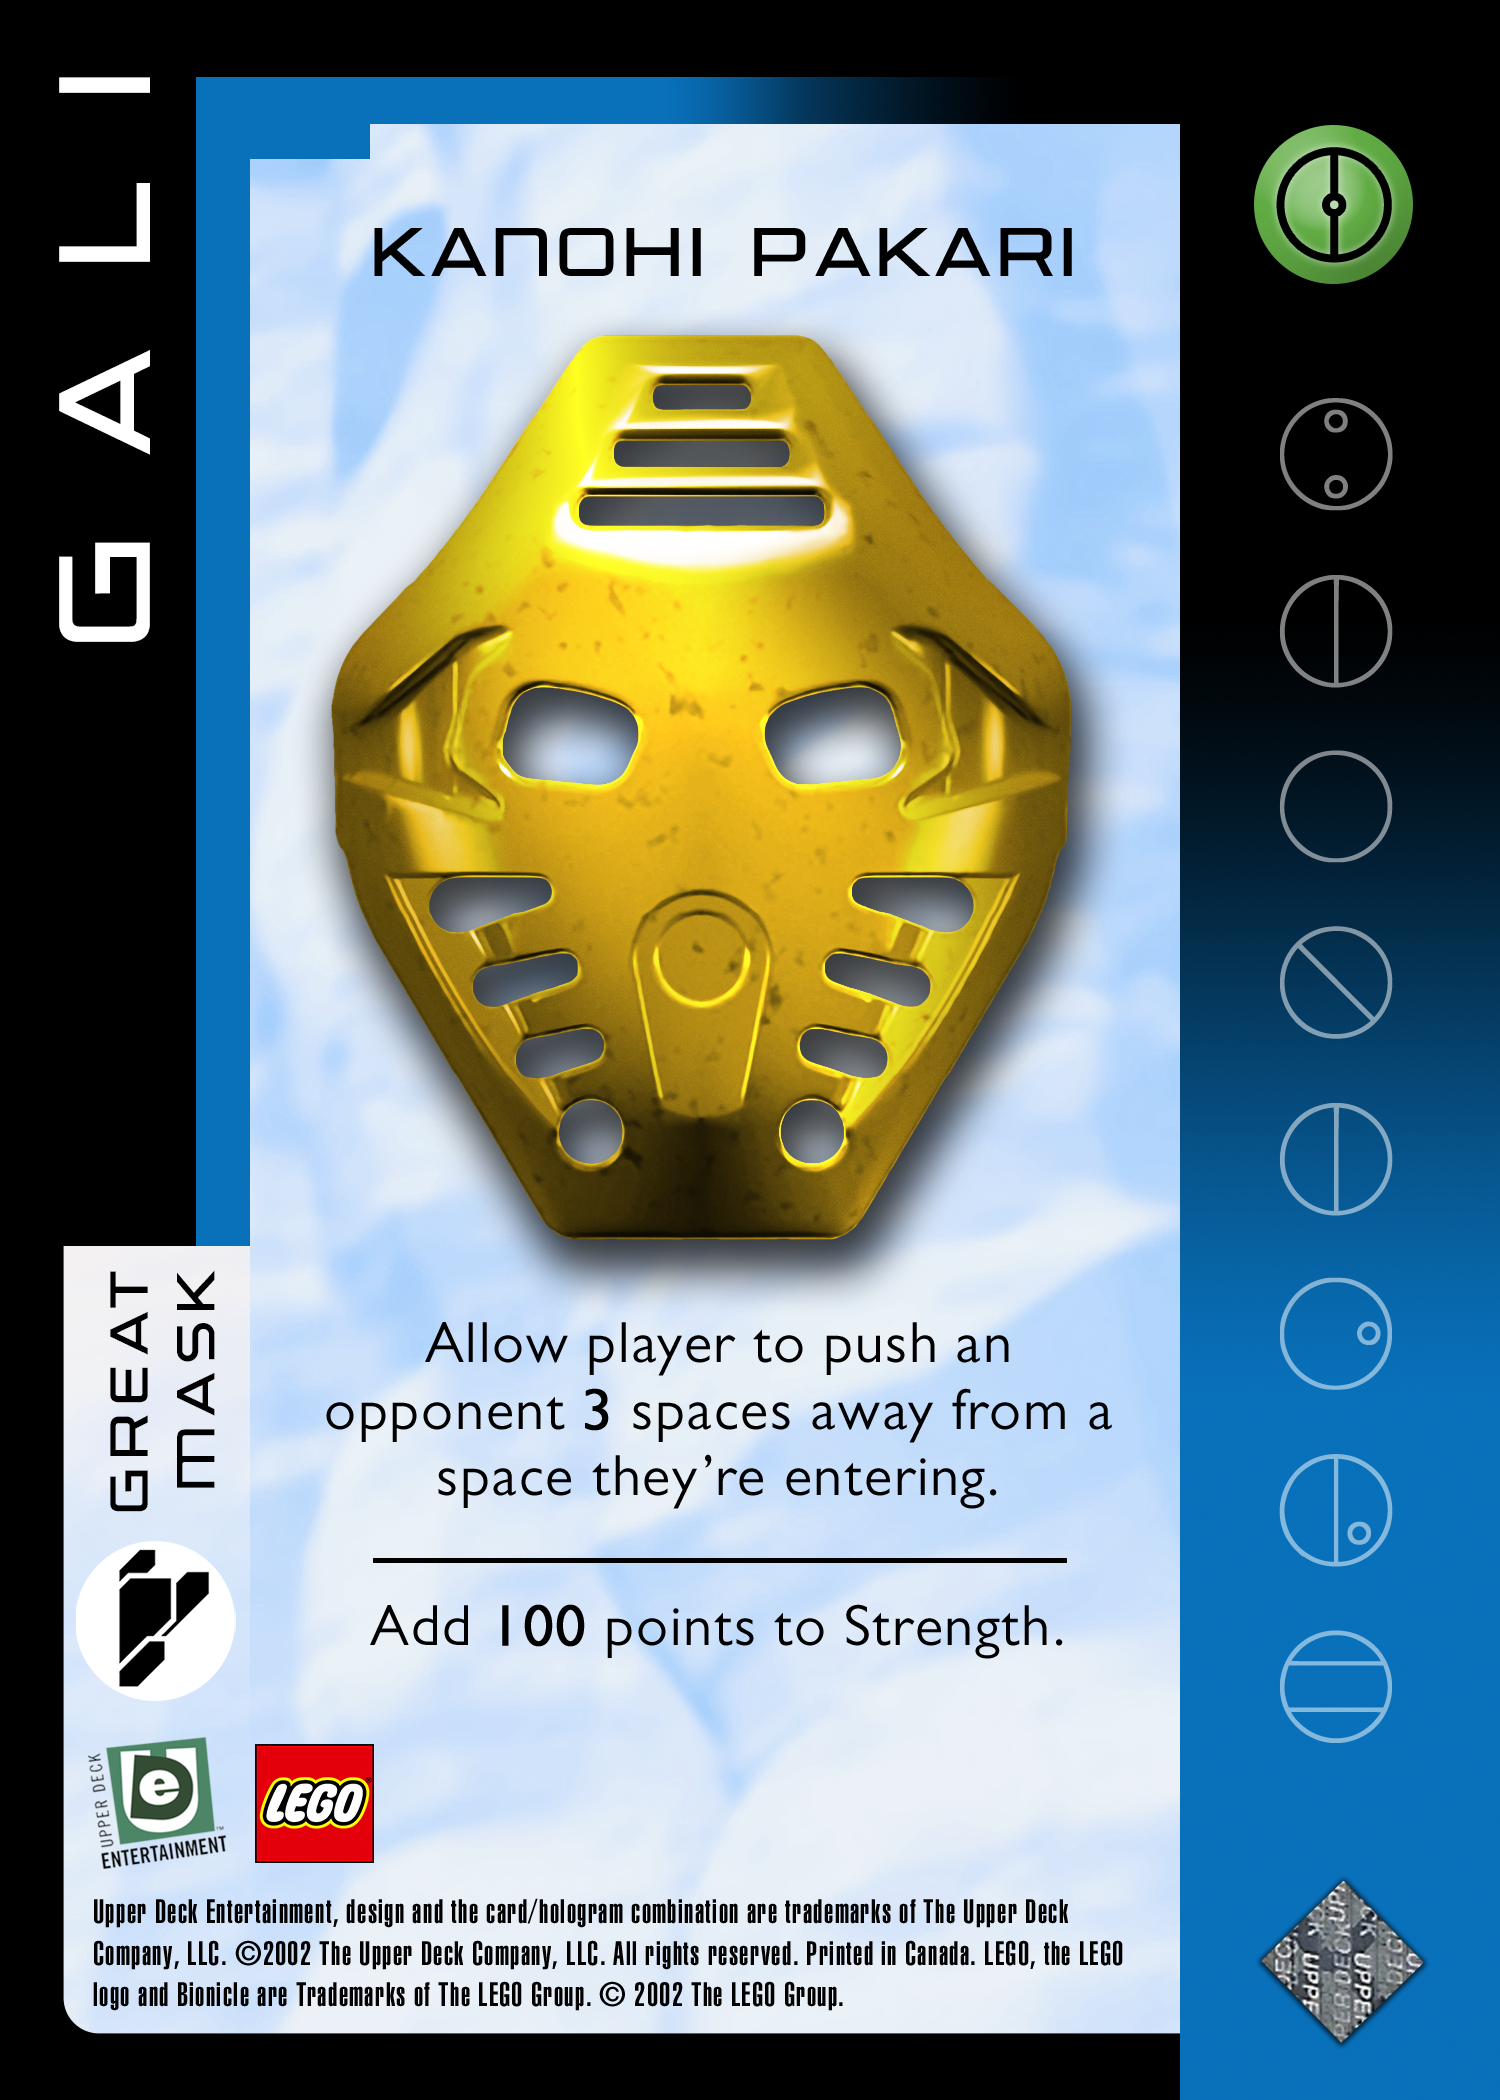 GALI
KANOHI PAKARI
GREAT
MASK
Allow player to push an
opponent 3 spaces away from a
space they’re entering.
Add 100 points to Strength.
UPPER DECK
e
ENTERTAINMENT™
LEGO
Upper Deck Entertainment, design and the card/hologram combination are trademarks of The Upper Deck
Company, LLC. ©2002 The Upper Deck Company, LLC. All rights reserved. Printed in Canada. LEGO, the LEGO
logo and Bionicle are Trademarks of The LEGO Group. © 2002 The LEGO Group.